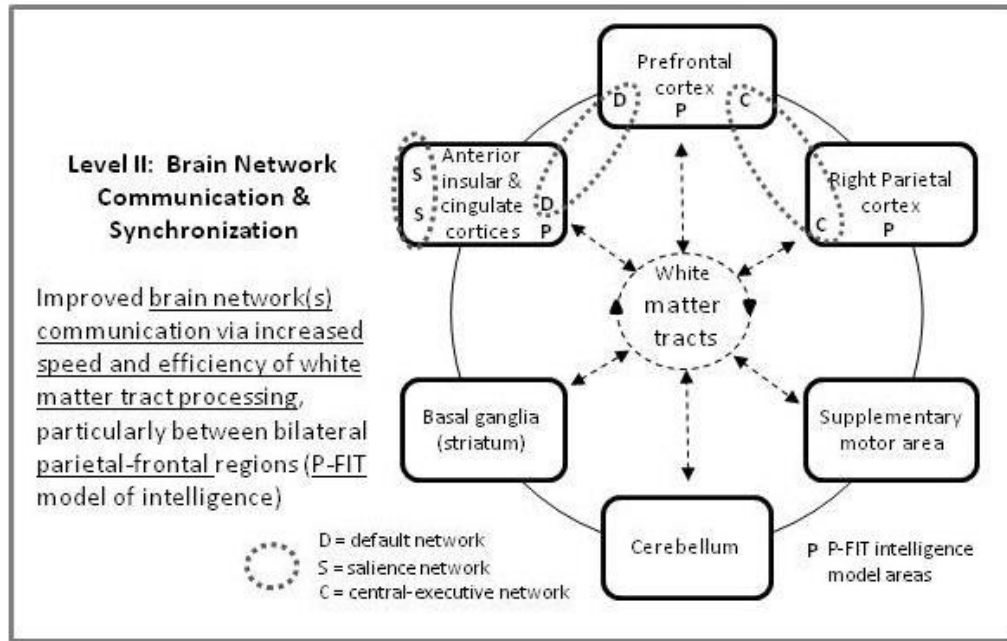 Level II: Brain Network
Communication &
Synchronization
Improved brain network(s)
communication via increased
speed and efficiency of white
matter tract processing,
particularly between bilateral
parietal-frontal regions (P-FIT
model of intelligence)
Prefrontal
cortex
D
C
P
S
S
Anterior
insular &
cingulate
cortices
D
P
Right Parietal
cortex
C
P
White
matter
tracts
Basal ganglia
(striatum)
Supplementary
motor area
Cerebellum
D = default network
S = salience network
C = central-executive network
P P-FIT intelligence
model areas